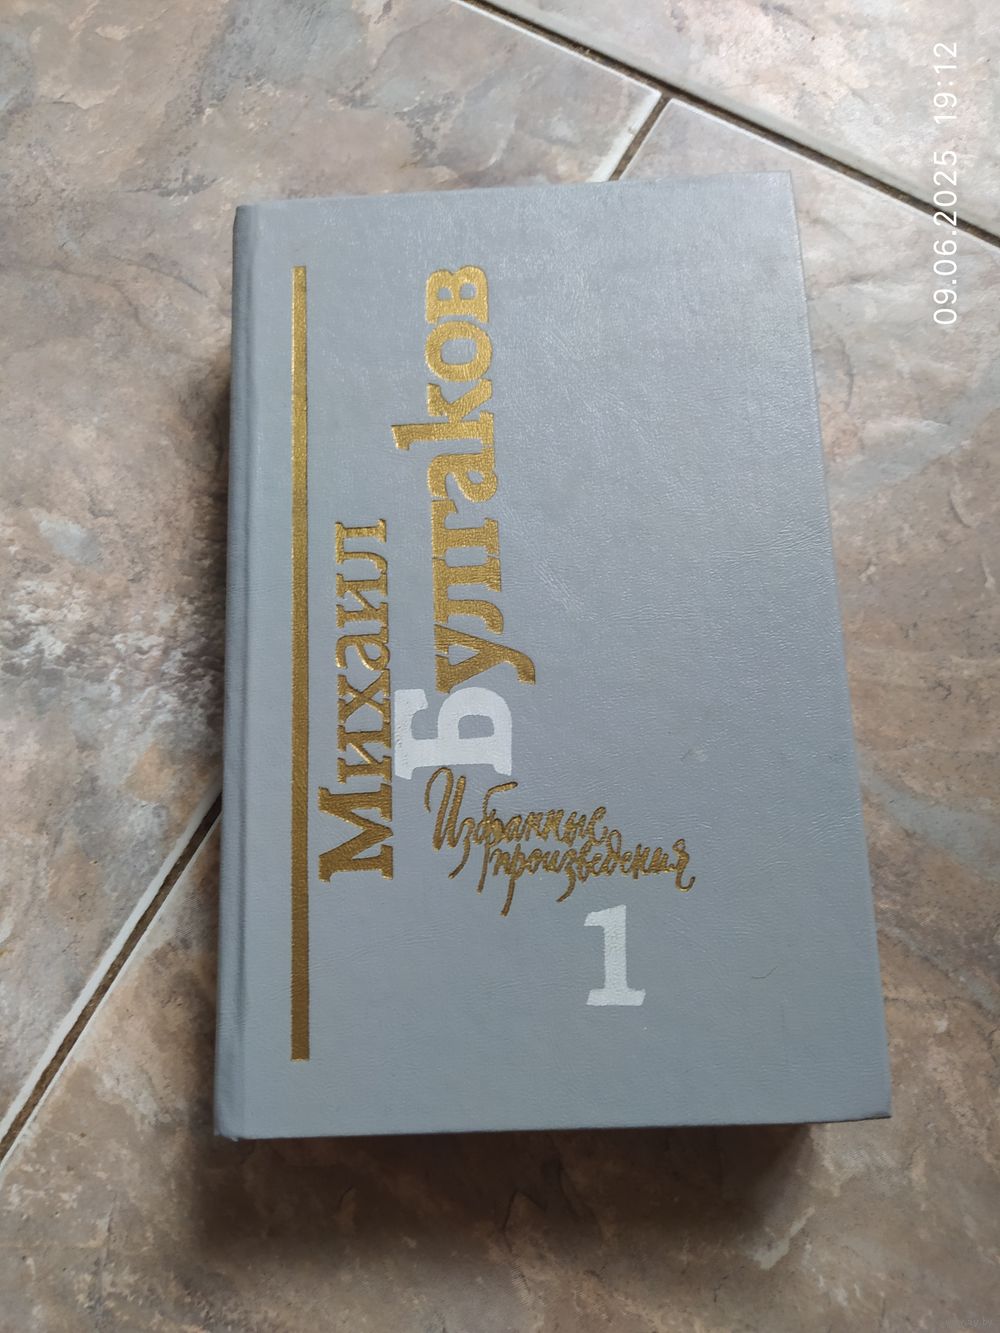 Михаил
Булгаков
Избранные
произведения
1
09.06.2025 19:12